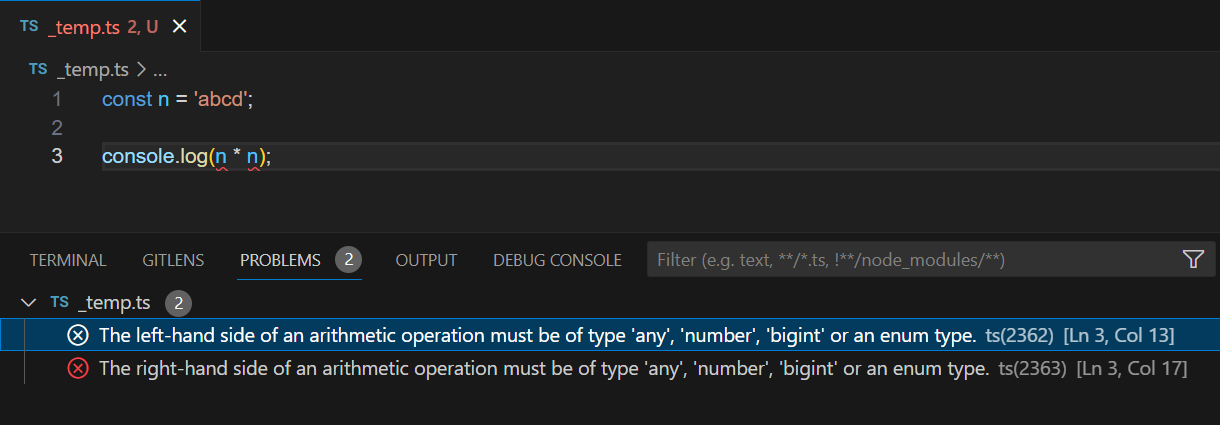 TS _temp.ts 2, U
TS _temp.ts > ...
1 const n = 'abcd';
2
3 console.log(n * n);
TERMINAL GITLENS PROBLEMS 2 OUTPUT DEBUG CONSOLE Filter (e.g. text, **/*.ts, !**/node_modules/**)
TS _temp.ts 2
The left-hand side of an arithmetic operation must be of type 'any', 'number', 'bigint' or an enum type. ts(2362) [Ln 3, Col 13]
The right-hand side of an arithmetic operation must be of type 'any', 'number', 'bigint' or an enum type. ts(2363) [Ln 3, Col 17]